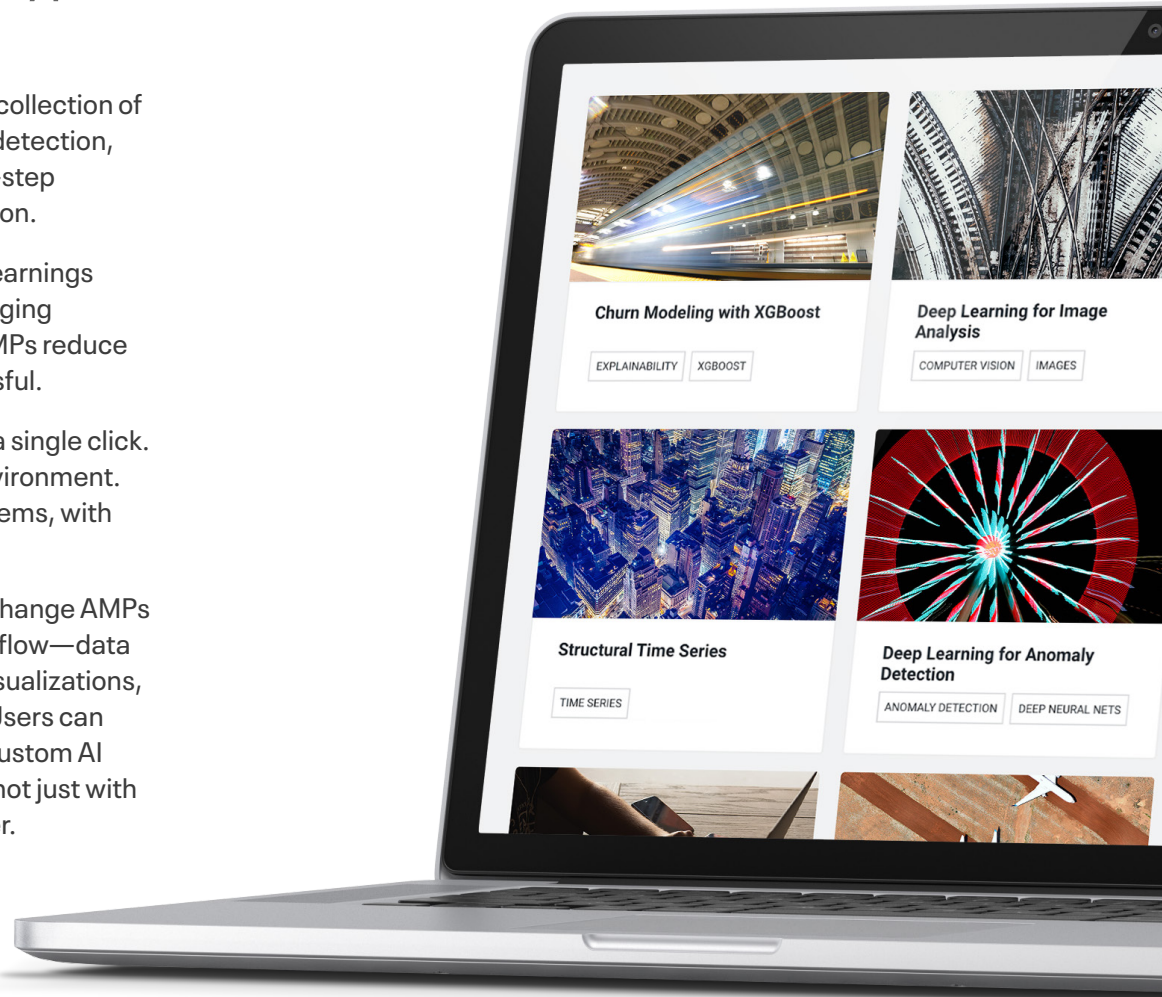 collection of
detection,
step
on.
earnings
ging
MPs reduce
sful.
a single click.
vironment.
ems, with
hange AMPs
flow—data
sualizations,
sers can
ustom AI
not just with
r.
Churn Modeling with XGBoost
EXPLAINABILITY
XGBOOST
Deep Learning for Image
Analysis
COMPUTER VISION
IMAGES
Structural Time Series
TIME SERIES
Deep Learning for Anomaly
Detection
ANOMALY DETECTION
DEEP NEURAL NETS